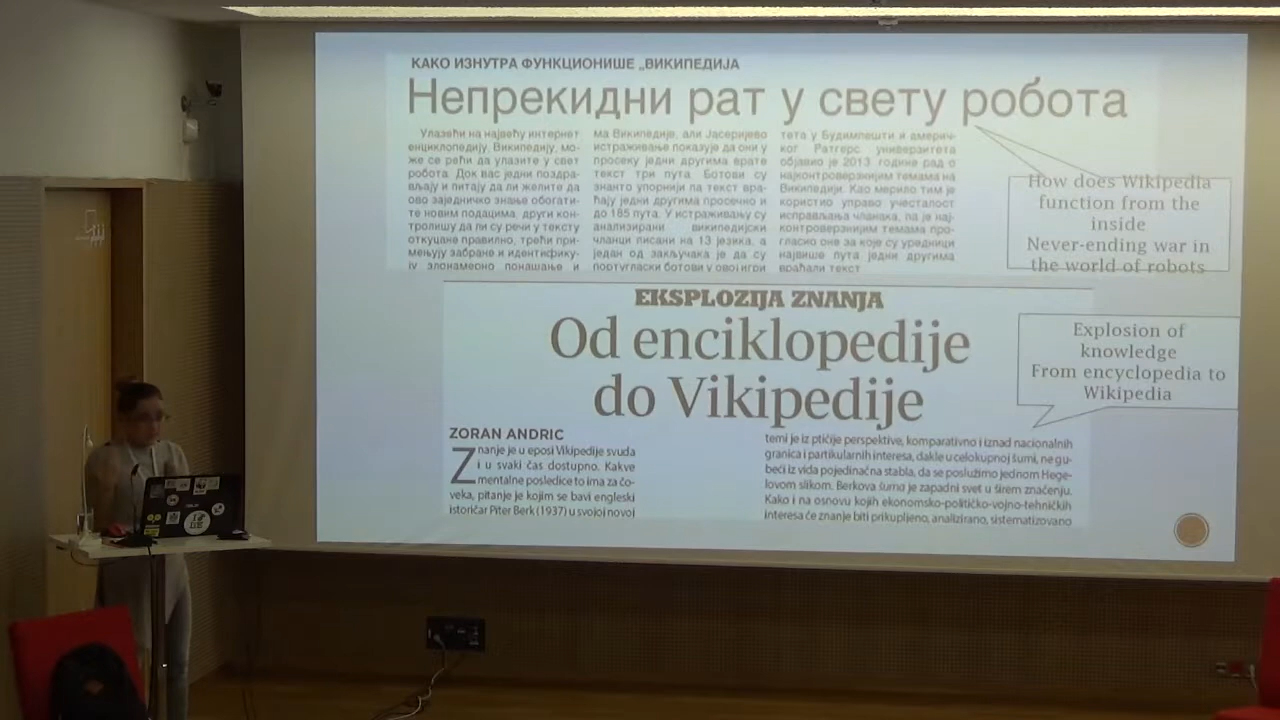 КАКО ИЗНУТРА ФУНКЦИОНИШЕ „ВИКИПЕДИЈА
Непрекидни рат у свету робота
Улазећи на највећу интернет
енциклопедију, Википедију, мо-
же се рећи да улазите у свет
робота. Док вас једни поздра-
вљају и питају да ли желите да
ово заједничко знање обогати-
те новим подацима, други кон-
тролишу да ли су речи у тексту
откуцане правилно, трећи при-
мењују забране и идентифику-
ју злонамерно понашање и
ма Википедије, али Јасеријево
истраживање показује да они у
просеку једни другима врате
текст три пута. Ботови су
знатно упорнији па текст вра-
ћају једни другима просечно и
до 185 пута. У истраживању су
анализирани википедијски
чланци писани на 13 језика, а
један од закључака је да су
португалски ботови у овој игри
тета у Будимпешти и америч-
ког Ратгерс универзитета
објавио је 2013. године рад о
најконтроверзнијим темама на
Википедији. Као мерило тим је
користио управо учесталост
исправљања чланака, па је нај-
контроверзнијим темама про-
гласио оне за које су уредници
највише пута једни другима
враћали текст
How does Wikipedia
function from the
inside
Never-ending war in
the world of robots
EKSPLOZIJA ZNANJA
Od enciklopedije
do Vikipedije
Explosion of
knowledge
From encyclopedia to
Wikipedia
ZORAN ANDRIC
Znanje je u eposi Vikipedije svuda
i u svaki čas dostupno. Kakve
mentalne posledice to ima za čo-
veka, pitanje je kojim se bavi engleski
istoričar Piter Berk (1937) u svojoj novoj
temi je iz ptičije perspektive, komparativno i iznad nacionalnih
granica i partikularnih interesa, dakle u celokupnoj šumi, ne gu-
beći iz vida pojedinačna stabla, da se poslužimo jednom Hege-
lovom slikom. Berkova šuma je zapadni svet u širem značenju.
Kako i na osnovu kojih ekonomsko-političko-vojno-tehničkih
interesa će znanje biti prikupljeno, analizirano, sistematizovano